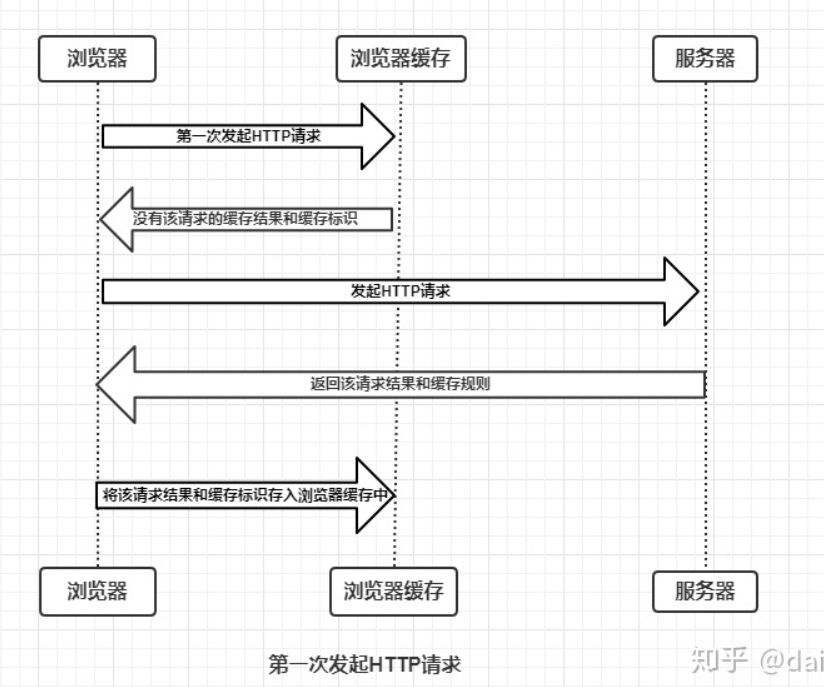 浏览器 浏览器缓存 服务器
第一次发起HTTP请求
没有该请求的缓存结果和缓存标识
发起HTTP请求
返回该请求结果和缓存规则
将该请求结果和缓存标识存入浏览器缓存中
浏览器 浏览器缓存 服务器
第一次发起HTTP请求
知乎 @dai